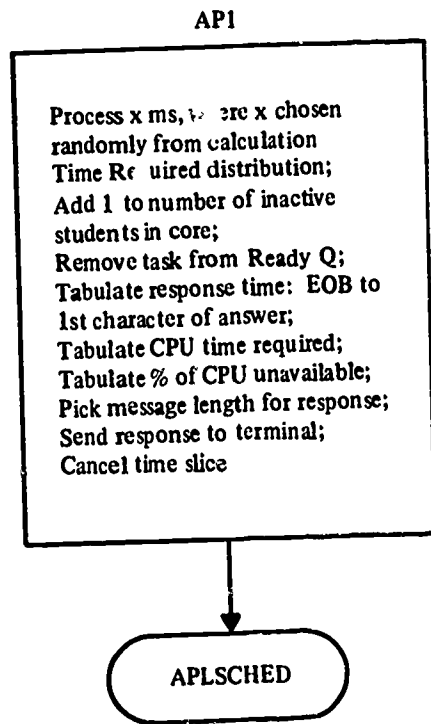 AP1
Process x ms, where x chosen
randomly from calculation
Time Required distribution;
Add 1 to number of inactive
students in core;
Remove task from Ready Q;
Tabulate response time: EOB to
1st character of answer;
Tabulate CPU time required;
Tabulate % of CPU unavailable;
Pick message length for response;
Send response to terminal;
Cancel time slice
APLSCHED